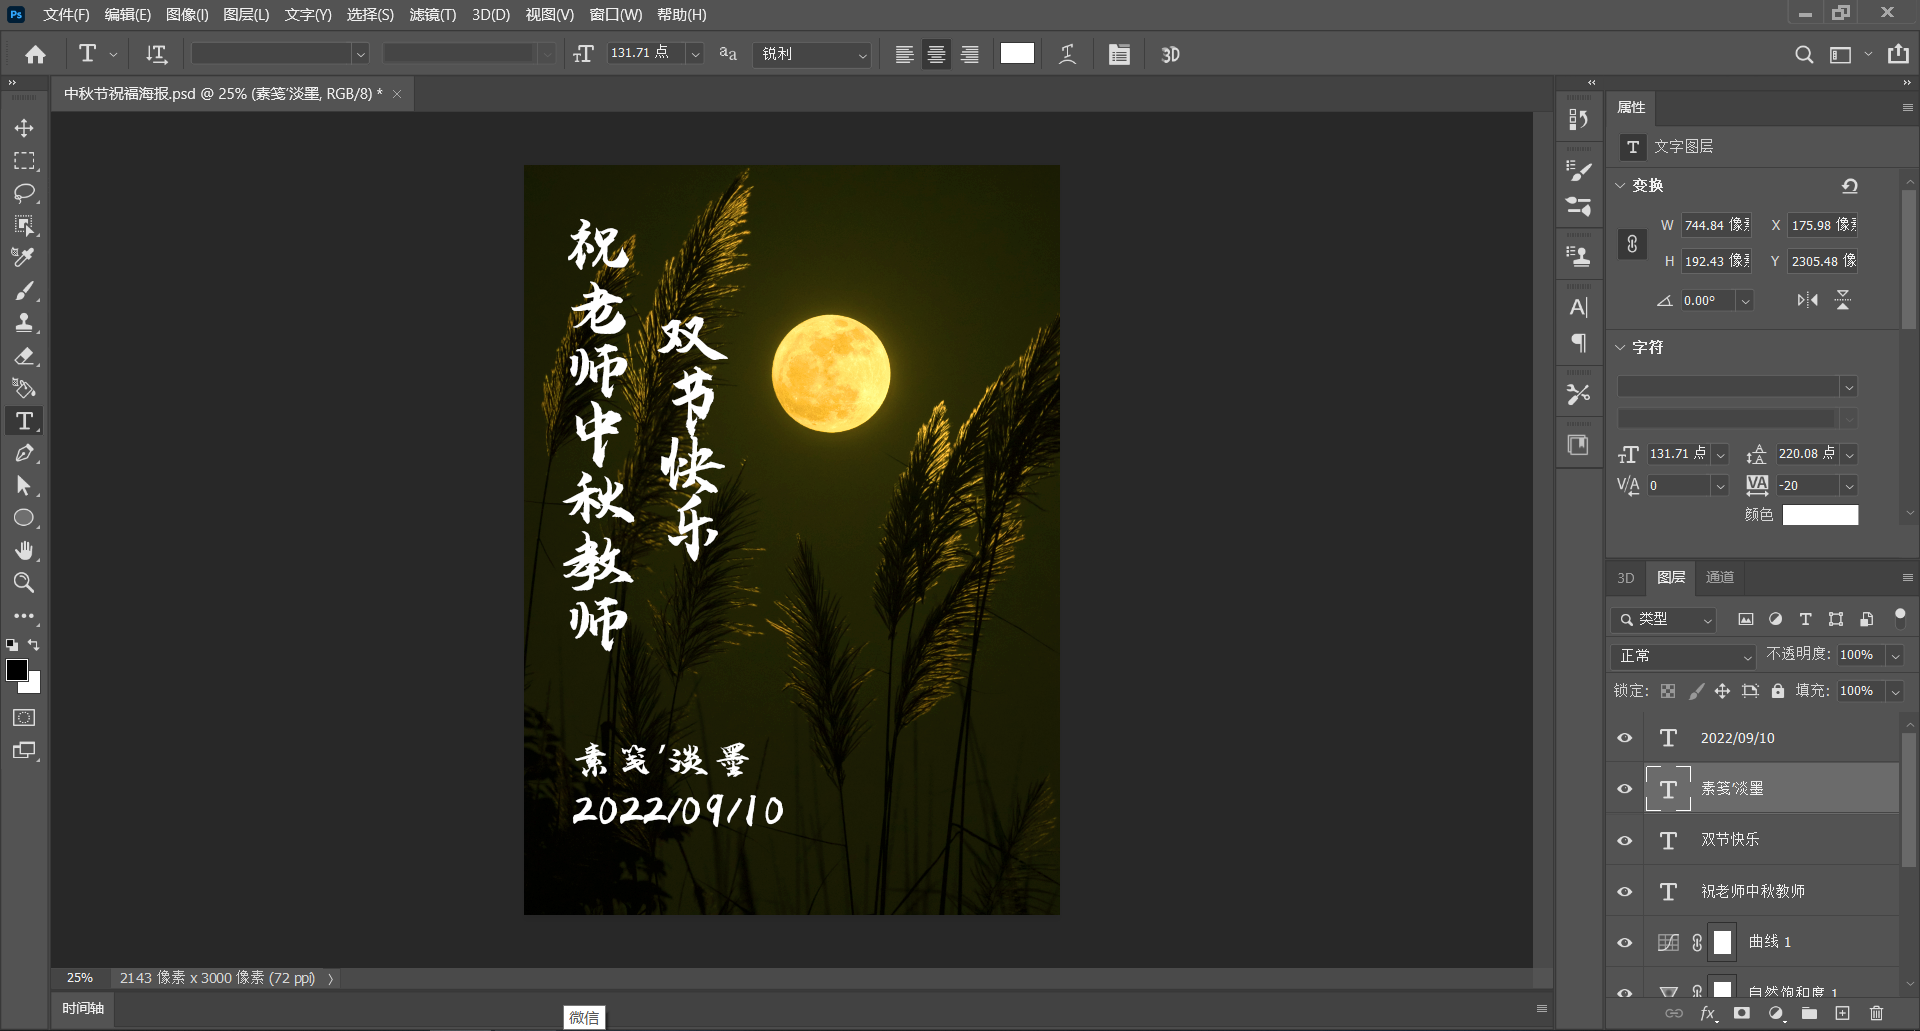 Ps 文件(F) 编辑(E) 图像(I) 图层(L) 文字(Y) 选择(S) 滤镜(T) 3D(D) 视图(V) 窗口(W) 帮助(H)
131.71 点 aa 锐利 3D
中秋节祝福海报.psd @ 25% (素笺′淡墨, RGB/8) *
祝老师中秋教师
双节快乐
素笺′淡墨
2022/09/10
25% 2143 像素 x 3000 像素 (72 ppi)
时间轴
微信
属性
文字图层
变换
W 744.84 像素 X 175.98 像素
H 192.43 像素 Y 2305.48 像
0.00°
字符
131.71 点 220.08 点
V/A 0 VA -20
颜色
3D 图层 通道
类型
正常 不透明度: 100%
锁定: 填充: 100%
2022/09/10
素笺′淡墨
双节快乐
祝老师中秋教师
曲线 1
自然饱和度 1
fx